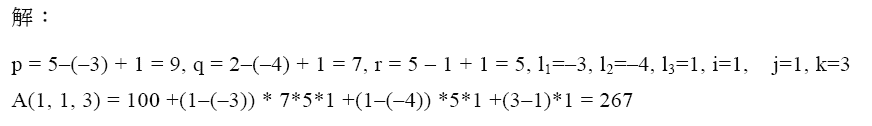 解：
p = 5–(–3) + 1 = 9, q = 2–(–4) + 1 = 7, r = 5 – 1 + 1 = 5, l₁=–3, l₂=–4, l₃=1, i=1, j=1, k=3
A(1, 1, 3) = 100 +(1–(–3)) * 7*5*1 +(1–(–4)) *5*1 +(3–1)*1 = 267